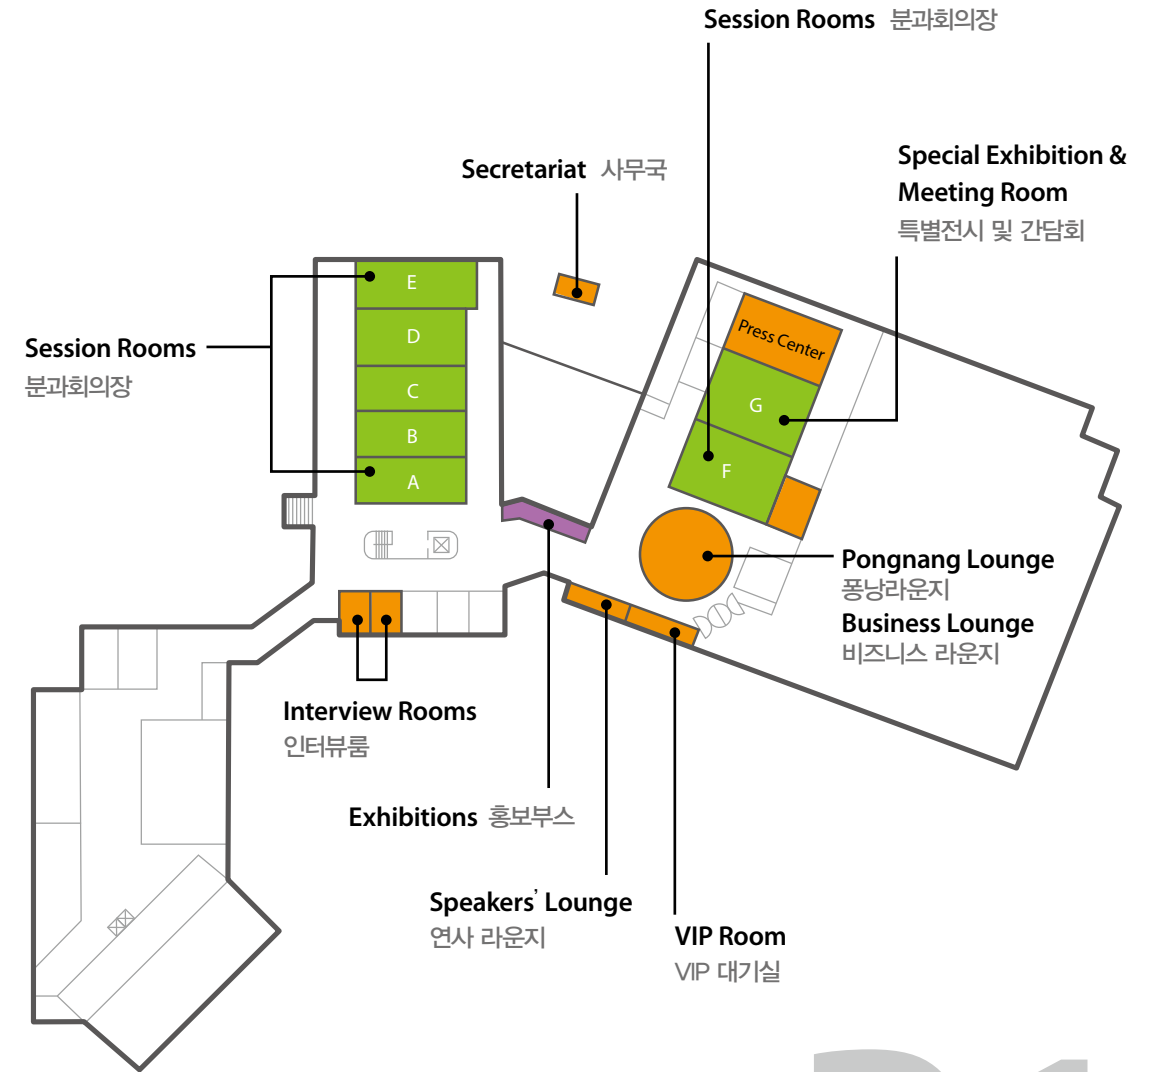 Session Rooms 분과회의장
Secretariat 사무국
Special Exhibition &
Meeting Room
특별전시 및 간담회
Session Rooms
분과회의장
E
D
C
B
A
Press Center
G
F
Pongnang Lounge
퐁낭라운지
Business Lounge
비즈니스 라운지
Interview Rooms
인터뷰룸
Exhibitions 홍보부스
Speakers' Lounge
연사 라운지
VIP Room
VIP 대기실